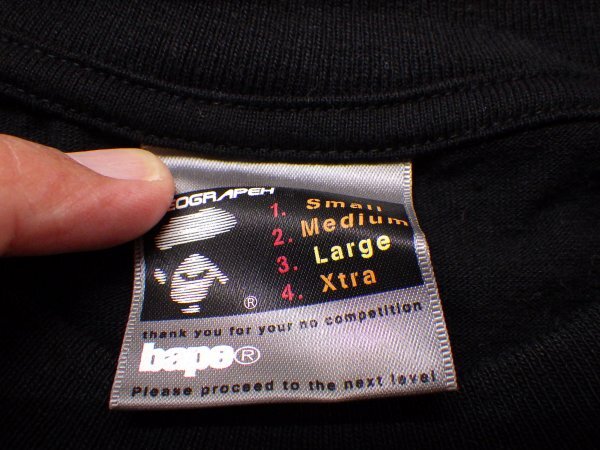 OGRAPEH
1. Small
2. Medium
3. Large
4. Xtra
®
thank you for your no competition
bape®
Please proceed to the next level